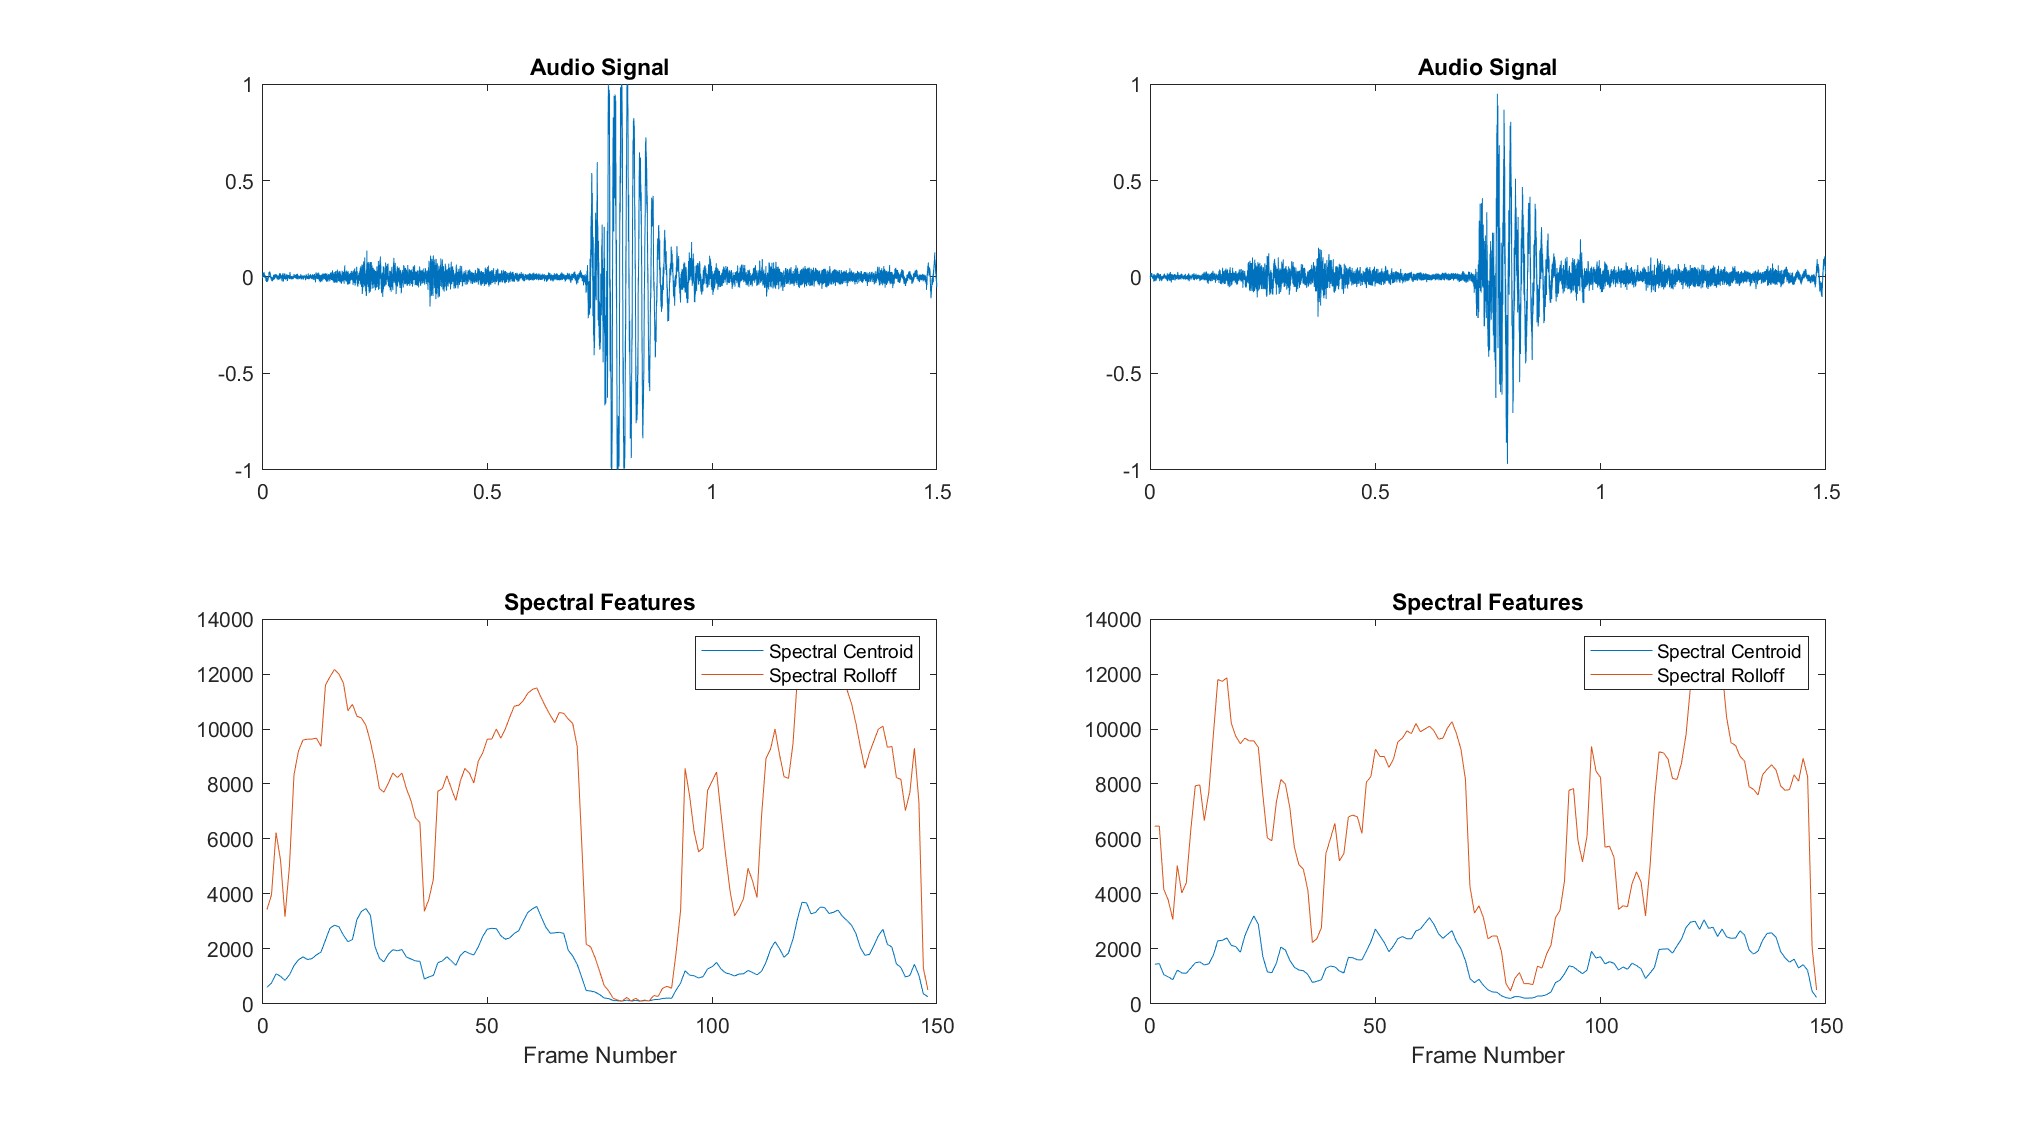 Audio Signal
1
0.5
0
-0.5
-1
0 0.5 1 1.5
Audio Signal
1
0.5
0
-0.5
-1
0 0.5 1 1.5
Spectral Features
14000
12000
10000
8000
6000
4000
2000
0
Spectral Centroid
Spectral Rolloff
0 50 100 150
Frame Number
Spectral Features
14000
12000
10000
8000
6000
4000
2000
0
Spectral Centroid
Spectral Rolloff
0 50 100 150
Frame Number